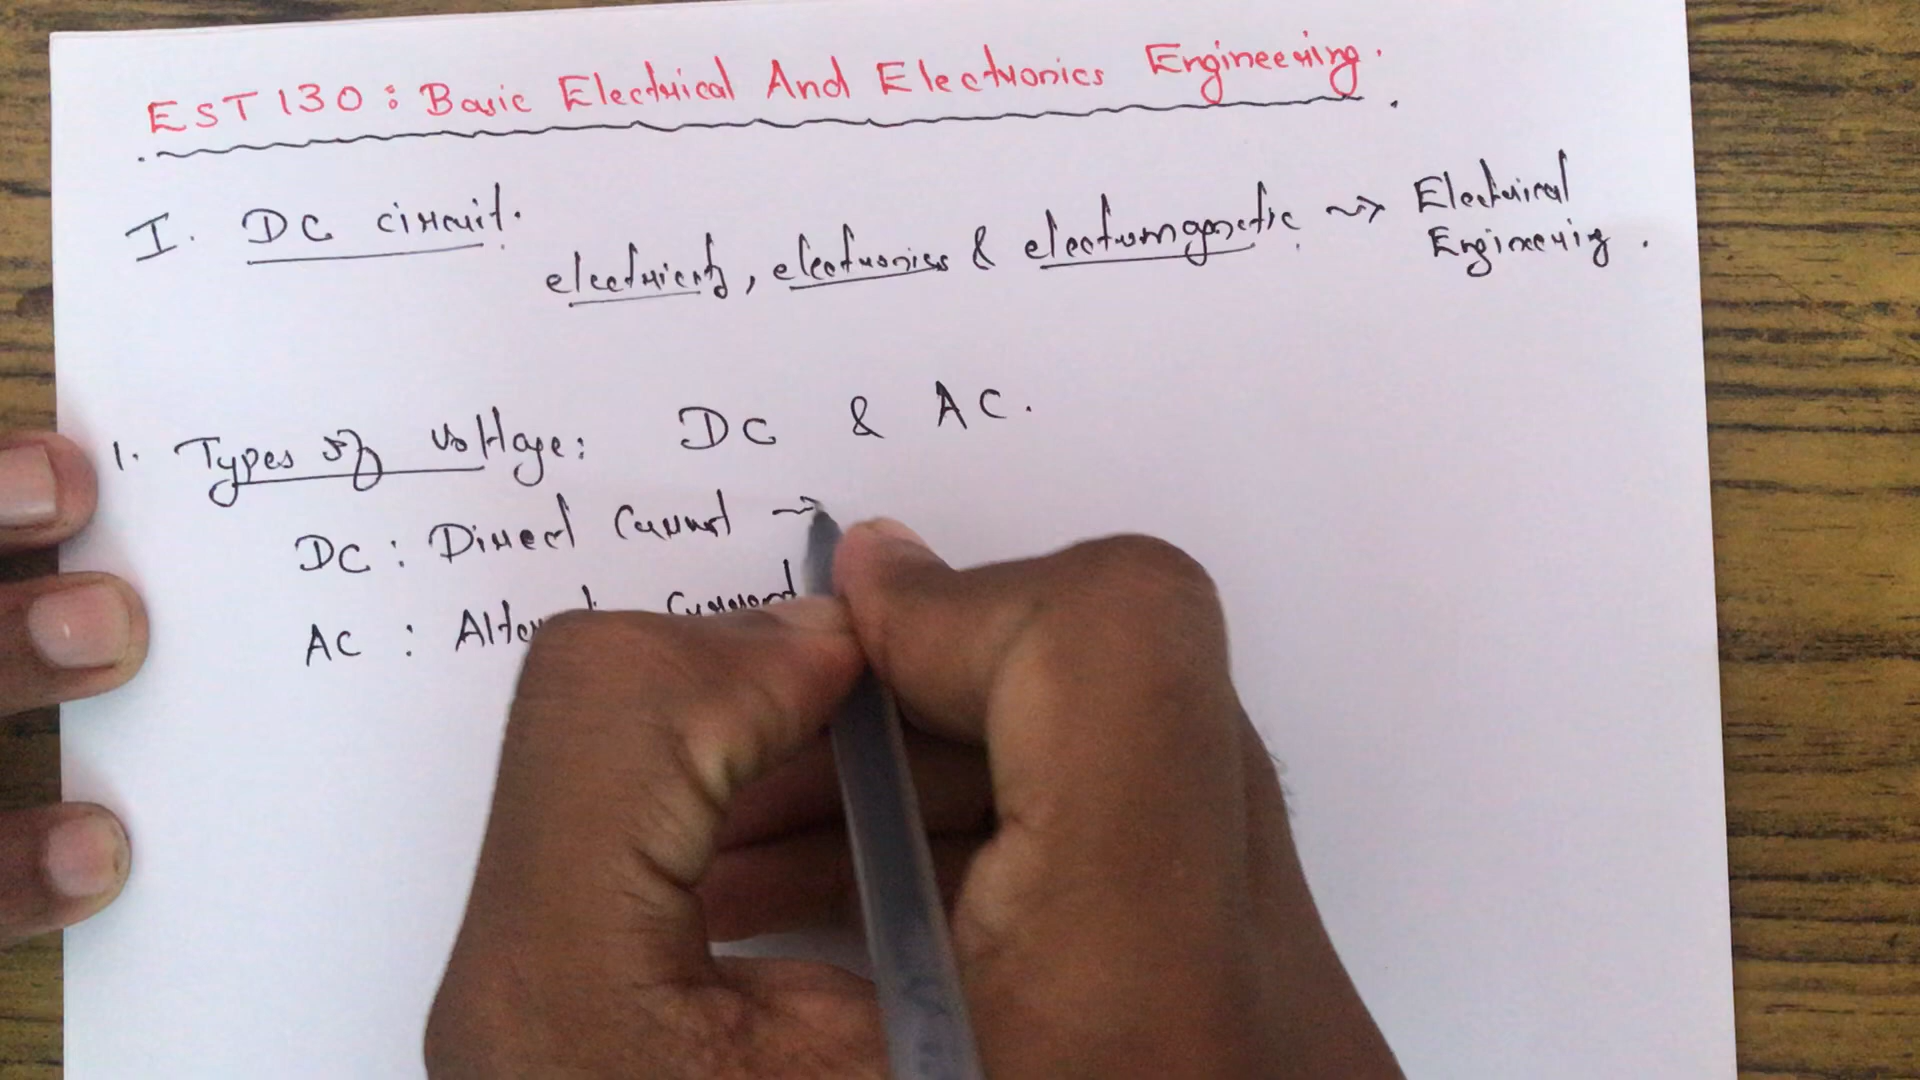 EST 130 : Basic Electrical And Electronics Engineering.
I. DC circuit.
electricity, electronics & electromagnetic → Electrical Engineering.
1. Types of voltage: DC & AC.
DC : Direct Current →
AC : Current